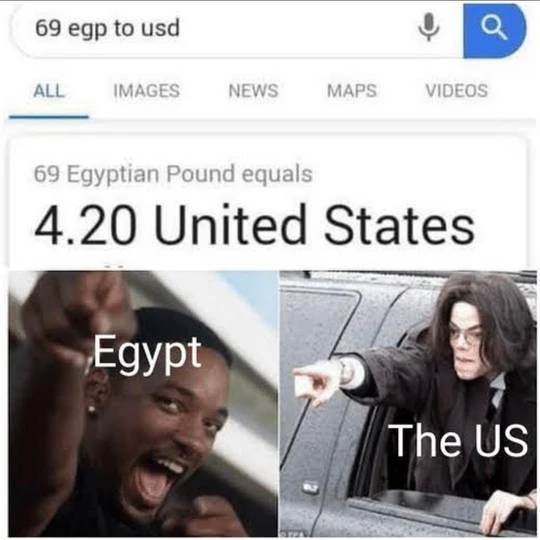 69 egp to usd
ALL IMAGES NEWS MAPS VIDEOS
69 Egyptian Pound equals
4.20 United States
Egypt
The US